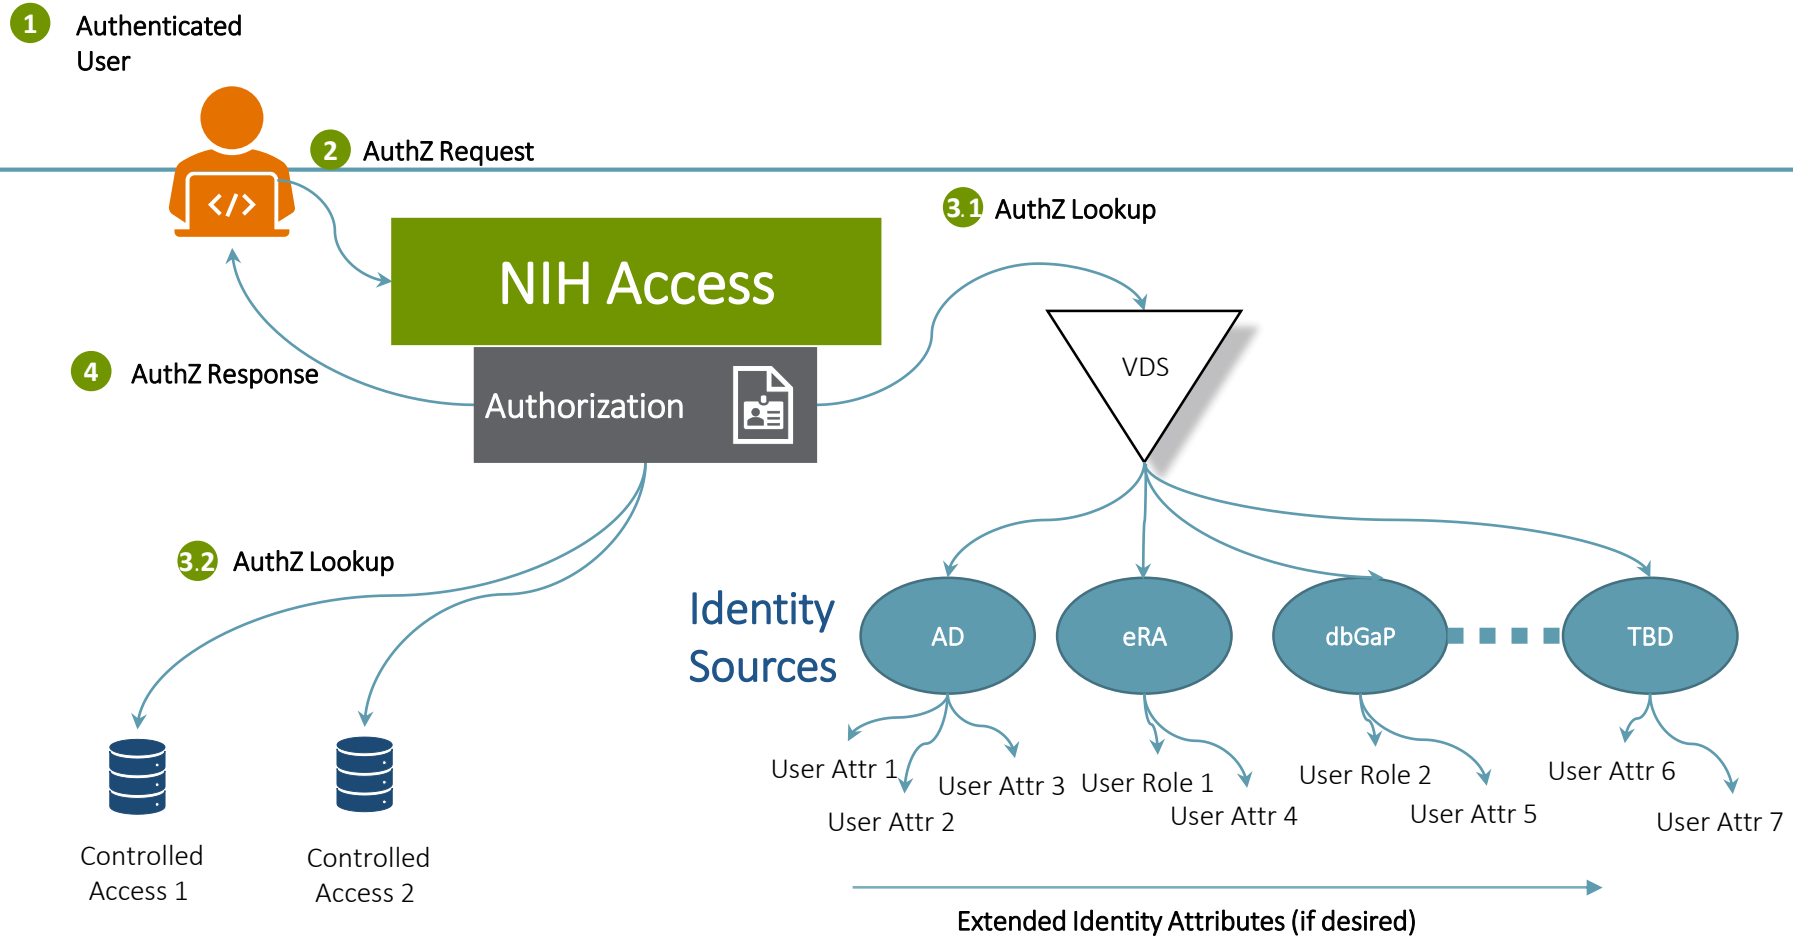 1
Authenticated
User
2
AuthZ Request
3.1
AuthZ Lookup
</>
NIH Access
VDS
4
AuthZ Response
Authorization
3.2
AuthZ Lookup
Identity
Sources
AD
eRA
dbGaP
TBD
User Attr 1
User Attr 2
User Attr 3
User Role 1
User Attr 4
User Role 2
User Attr 5
User Attr 6
User Attr 7
Controlled
Access 1
Controlled
Access 2
Extended Identity Attributes (if desired)